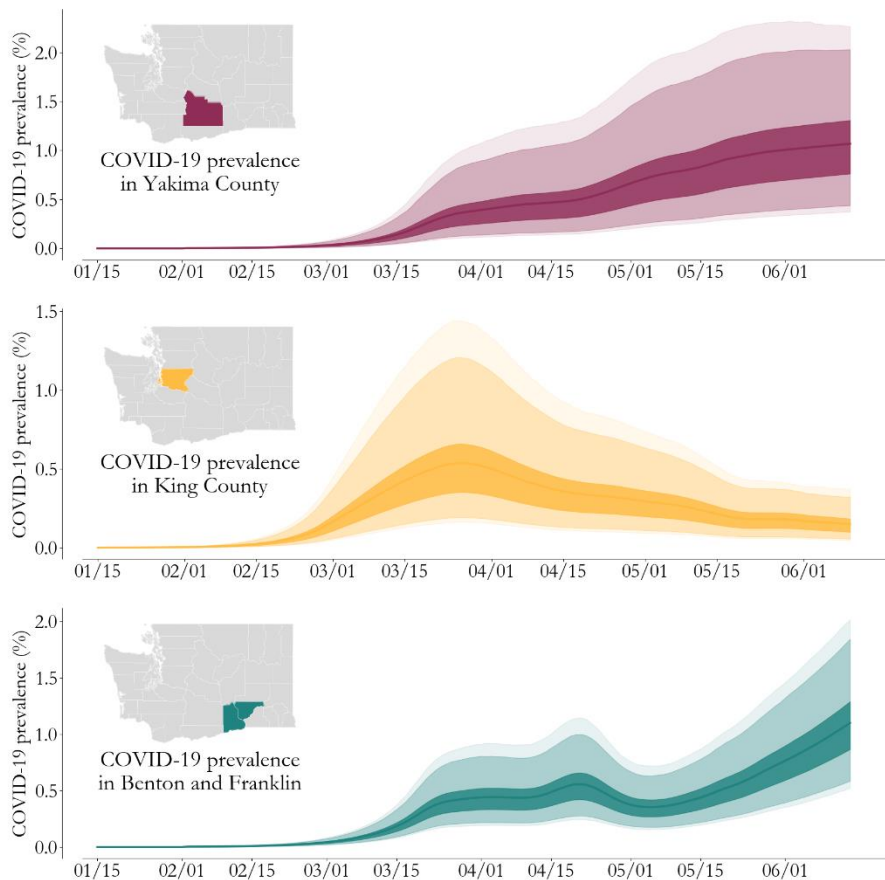 COVID-19 prevalence (%)
2.0
1.5
1.0
0.5
0.0
COVID-19 prevalence
in Yakima County
01/15 02/01 02/15 03/01 03/15 04/01 04/15 05/01 05/15 06/01
COVID-19 prevalence (%)
1.5
1.0
0.5
0.0
COVID-19 prevalence
in King County
01/15 02/01 02/15 03/01 03/15 04/01 04/15 05/01 05/15 06/01
COVID-19 prevalence (%)
2.0
1.5
1.0
0.5
0.0
COVID-19 prevalence
in Benton and Franklin
01/15 02/01 02/15 03/01 03/15 04/01 04/15 05/01 05/15 06/01